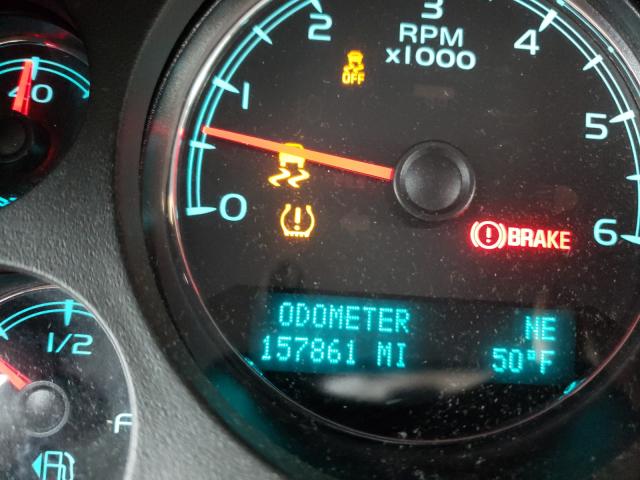 2
3
4
RPM
x1000
OFF
40
1
5
0
BRAKE
6
ODOMETER NE
157861 MI 50°F
1/2
F